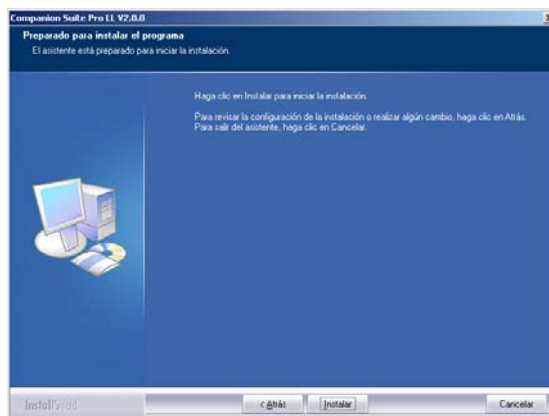 Companion Suite Pro LL V2.0.0
Preparado para instalar el programa
El asistente está preparado para iniciar la instalación.
Haga clic en Instalar para iniciar la instalación.
Para revisar la configuración de la instalación o realizar algún cambio, haga clic en Atrás.
Para salir del asistente, haga clic en Cancelar.
InstallShield
< Atrás
Instalar
Cancelar